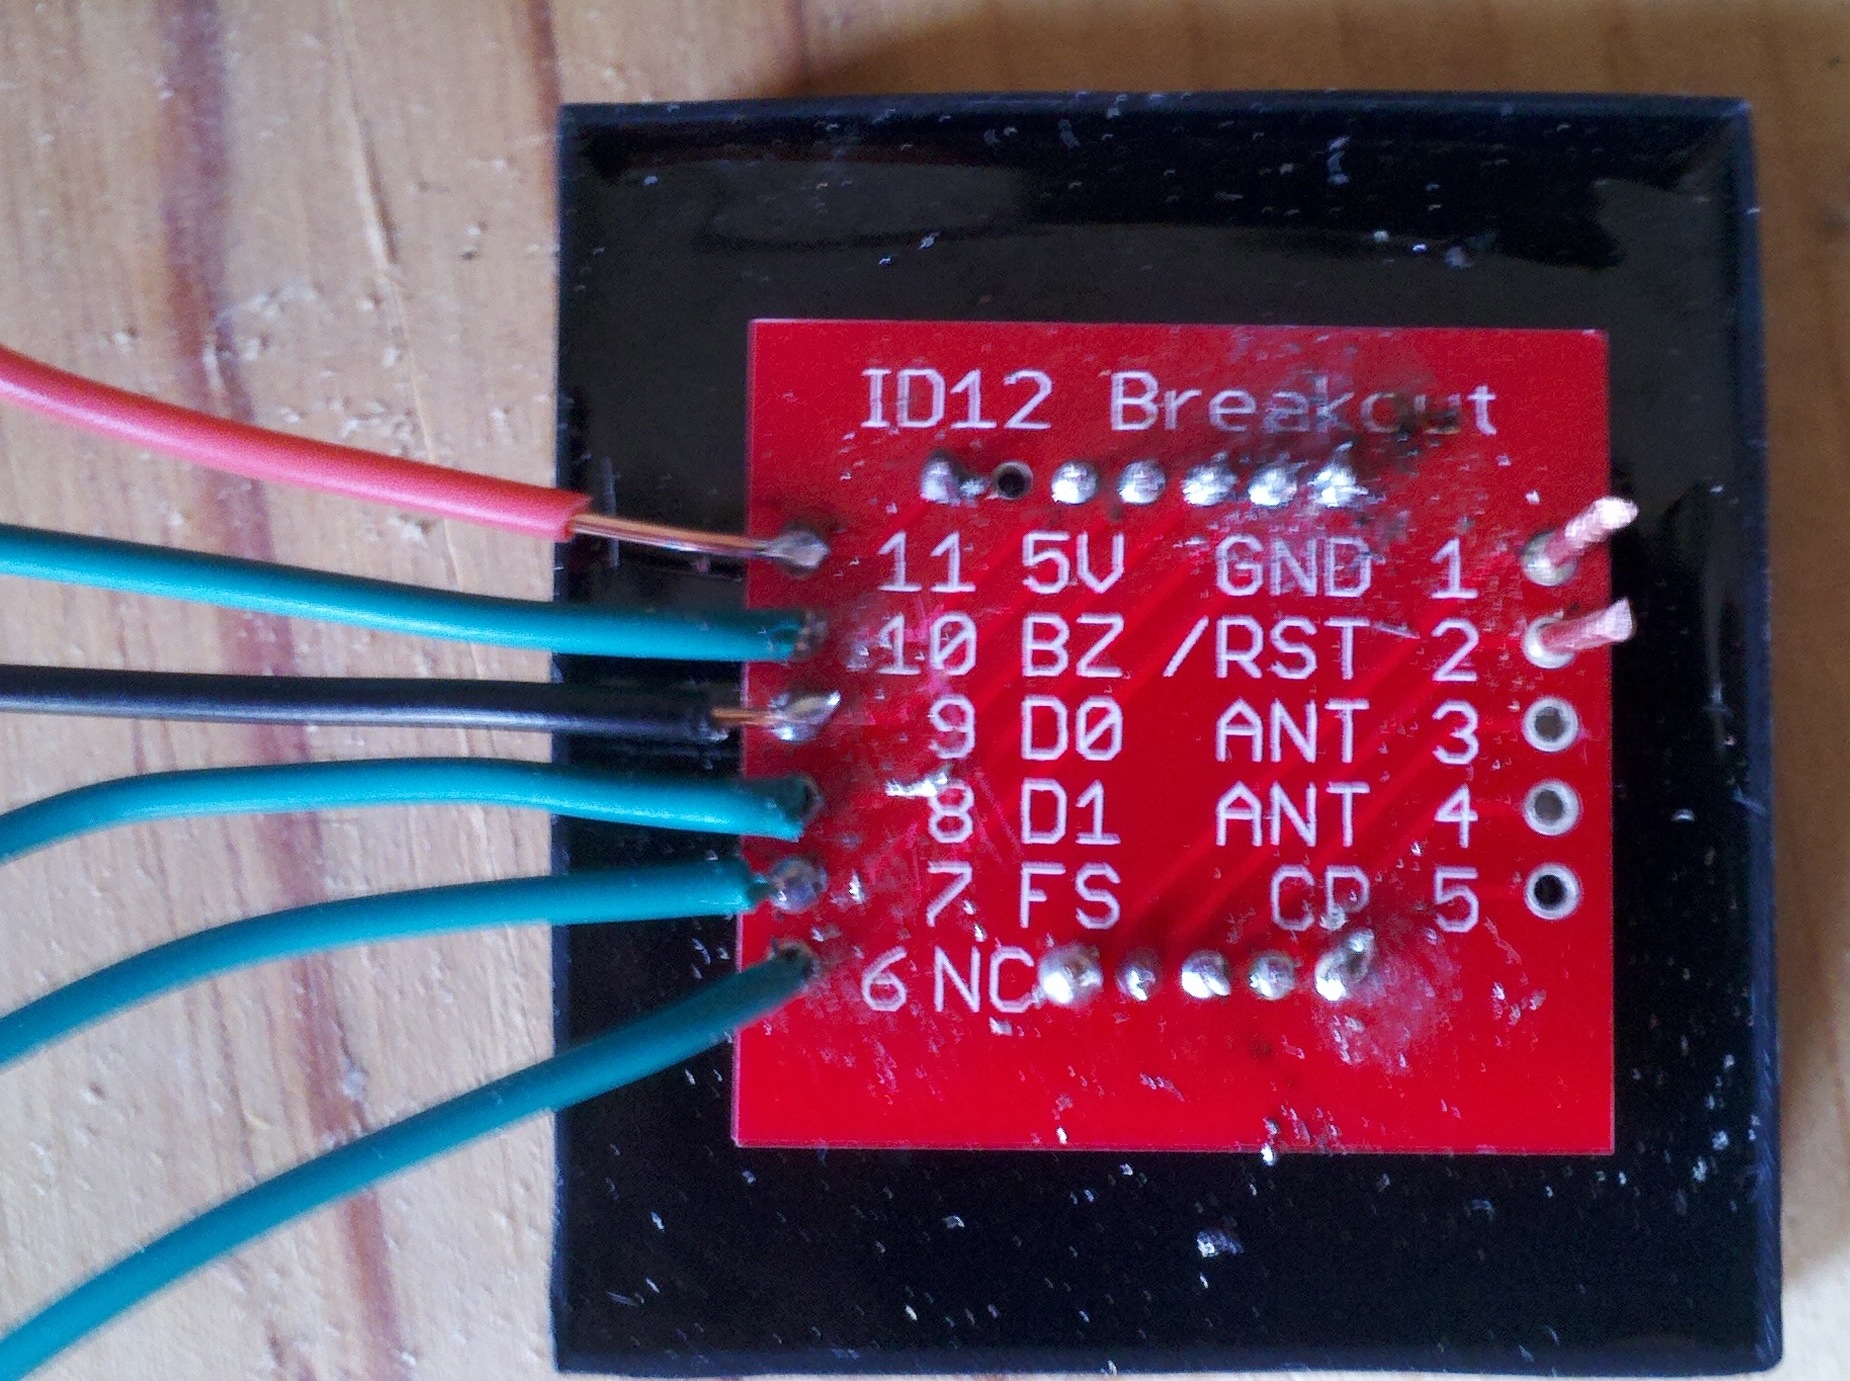 ID12 Breakout
11 5V GND 1
10 BZ /RST 2
9 D0 ANT 3
8 D1 ANT 4
7 FS CP 5
6 NC